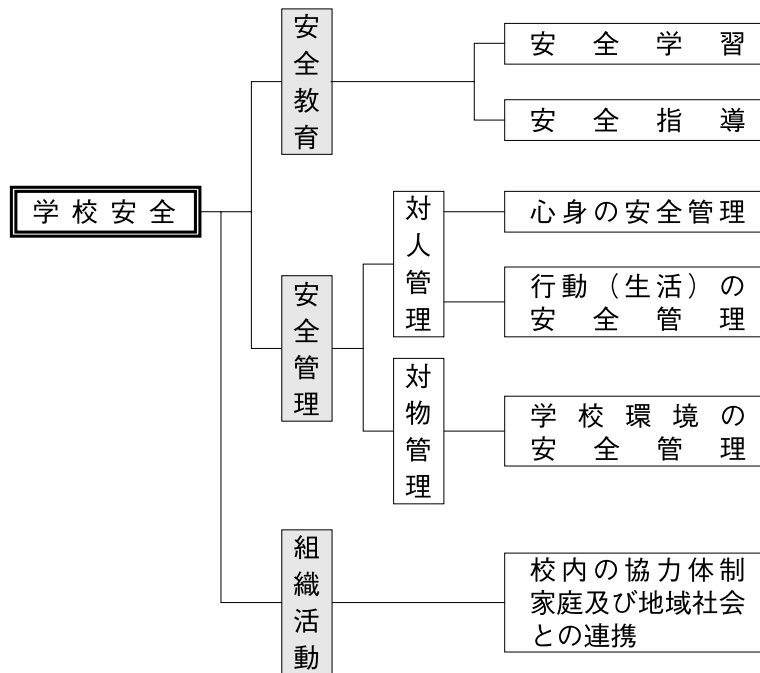 学校安全
安全教育
安全学習
安全指導
安全管理
対人管理
心身の安全管理
行動（生活）の
安全管理
対物管理
学校環境の
安全管理
組織活動
校内の協力体制
家庭及び地域社会
との連携